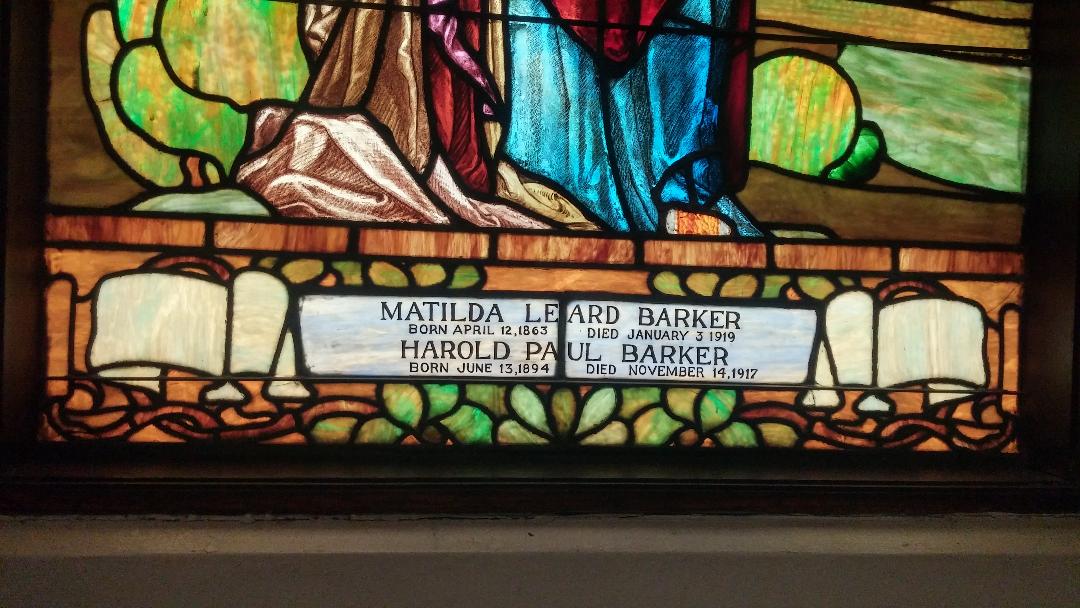 MATILDA LEARD BARKER
BORN APRIL 12,1863 DIED JANUARY 3 1919
HAROLD PAUL BARKER
BORN JUNE 13,1894 DIED NOVEMBER 14,1917